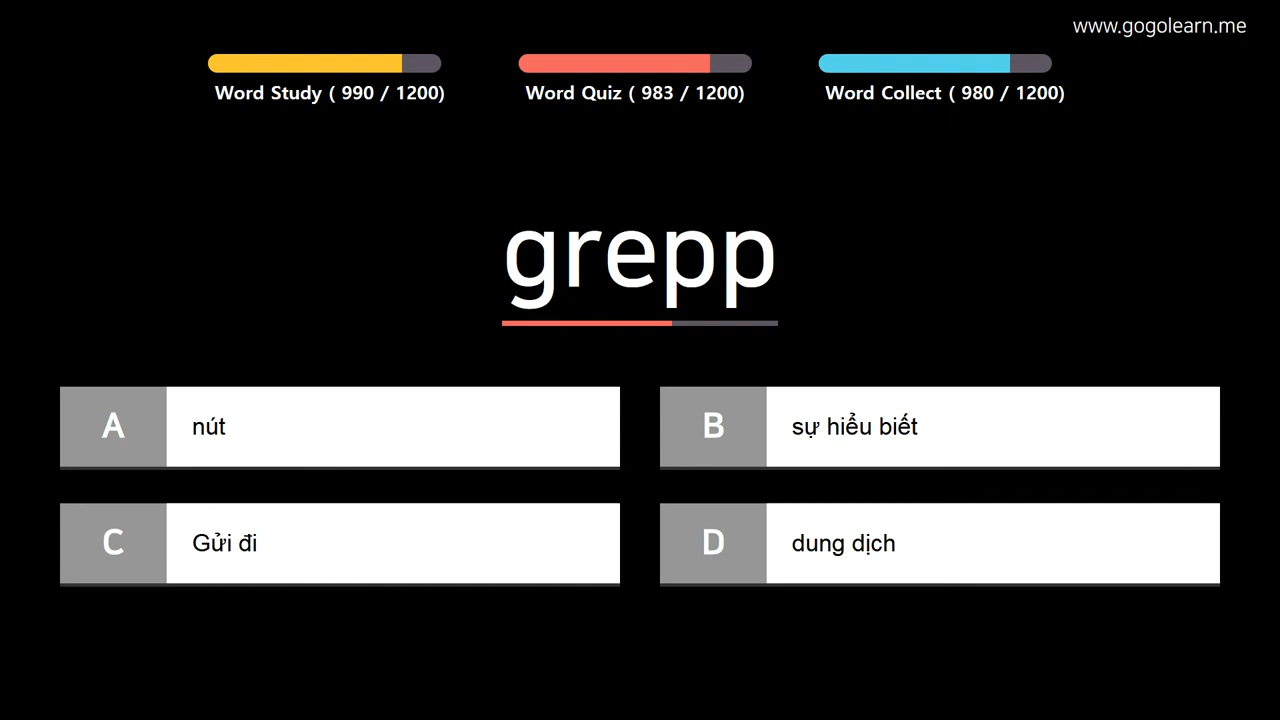 www.gogolearn.me
Word Study ( 990 / 1200)
Word Quiz ( 983 / 1200)
Word Collect ( 980 / 1200)
grepp
A
nút
B
sự hiểu biết
C
Gửi đi
D
dung dịch